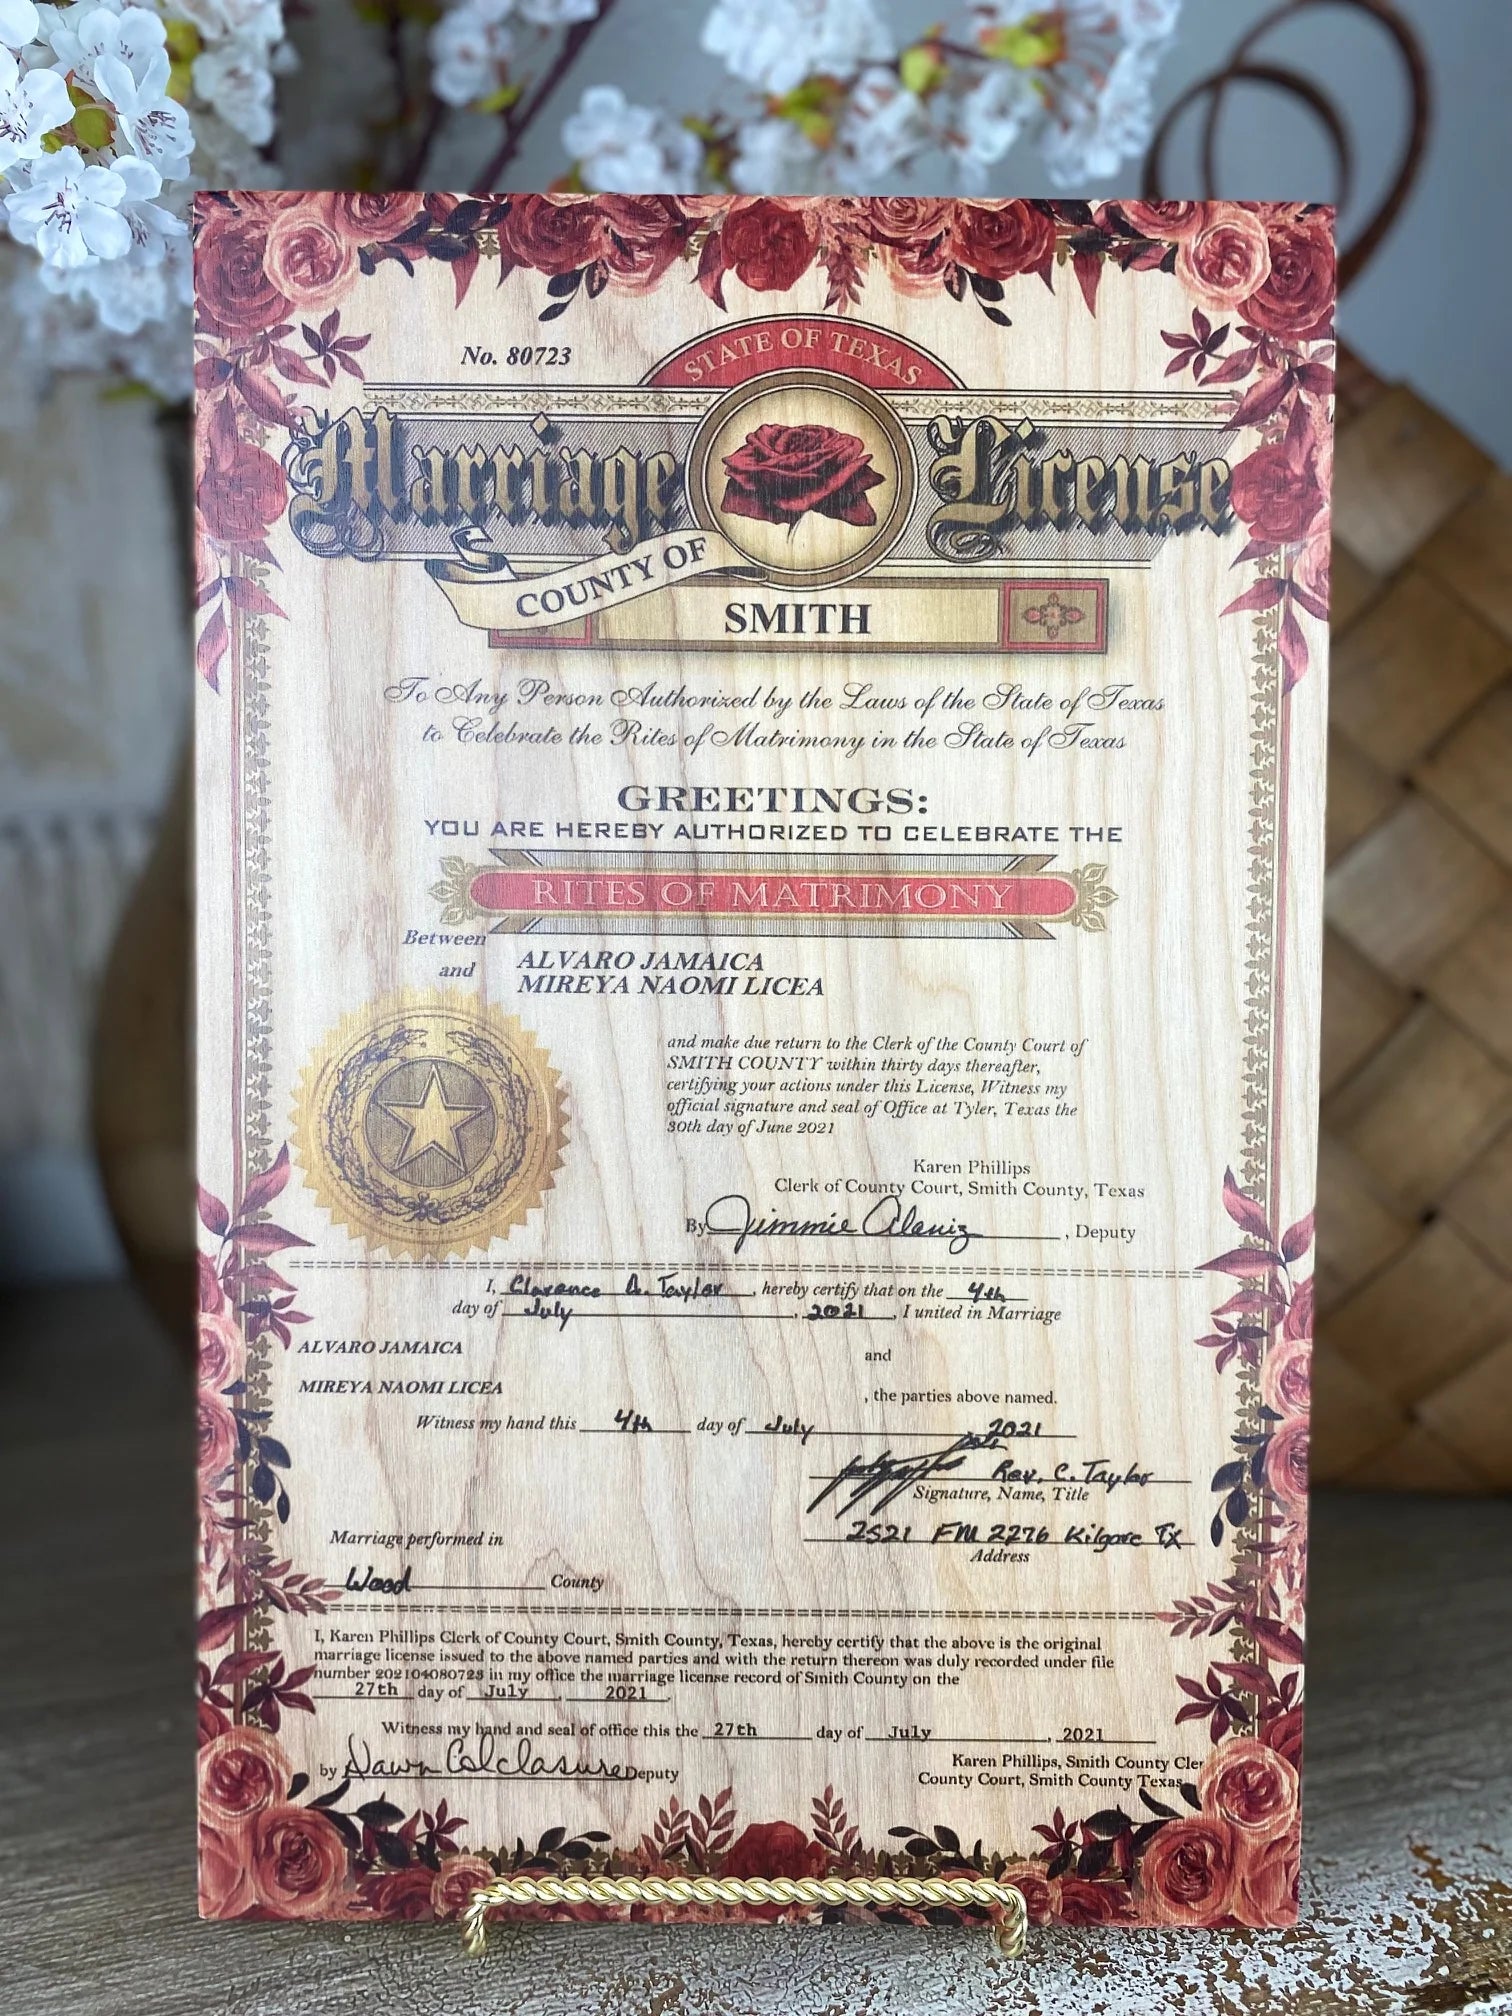 No. 80723
STATE OF TEXAS
Marriage License
COUNTY OF
SMITH
To Any Person Authorized by the Laws of the State of Texas
to Celebrate the Rites of Matrimony in the State of Texas
GREETINGS:
YOU ARE HEREBY AUTHORIZED TO CELEBRATE THE
RITES OF MATRIMONY
Between ALVARO JAMAICA
and MIREYA NAOMI LICEA
and make due return to the Clerk of the County Court of
SMITH COUNTY within thirty days thereafter,
certifying your actions under this License, Witness my
official signature and seal of Office at Tyler, Texas the
30th day of June 2021
Karen Phillips
Clerk of County Court, Smith County, Texas
By Jimmie Alaniz, Deputy
I, Clarence A. Taylor, hereby certify that on the 4th
day of July, 2021, I united in Marriage
ALVARO JAMAICA and
MIREYA NAOMI LICEA, the parties above named.
Witness my hand this 4th day of July 2021
Rev. C. Taylor
Signature, Name, Title
2521 FM 2276 Kilgore TX
Address
Marriage performed in
Wood County
I, Karen Phillips Clerk of County Court, Smith County, Texas, hereby certify that the above is the original
marriage license issued to the above named parties and with the return thereon was duly recorded under file
number 202104080723 in my office the marriage license record of Smith County on the
27th day of July, 2021.
Witness my hand and seal of office this the 27th day of July, 2021
by Dawn Colclasure Deputy
Karen Phillips, Smith County Cler
County Court, Smith County Texas